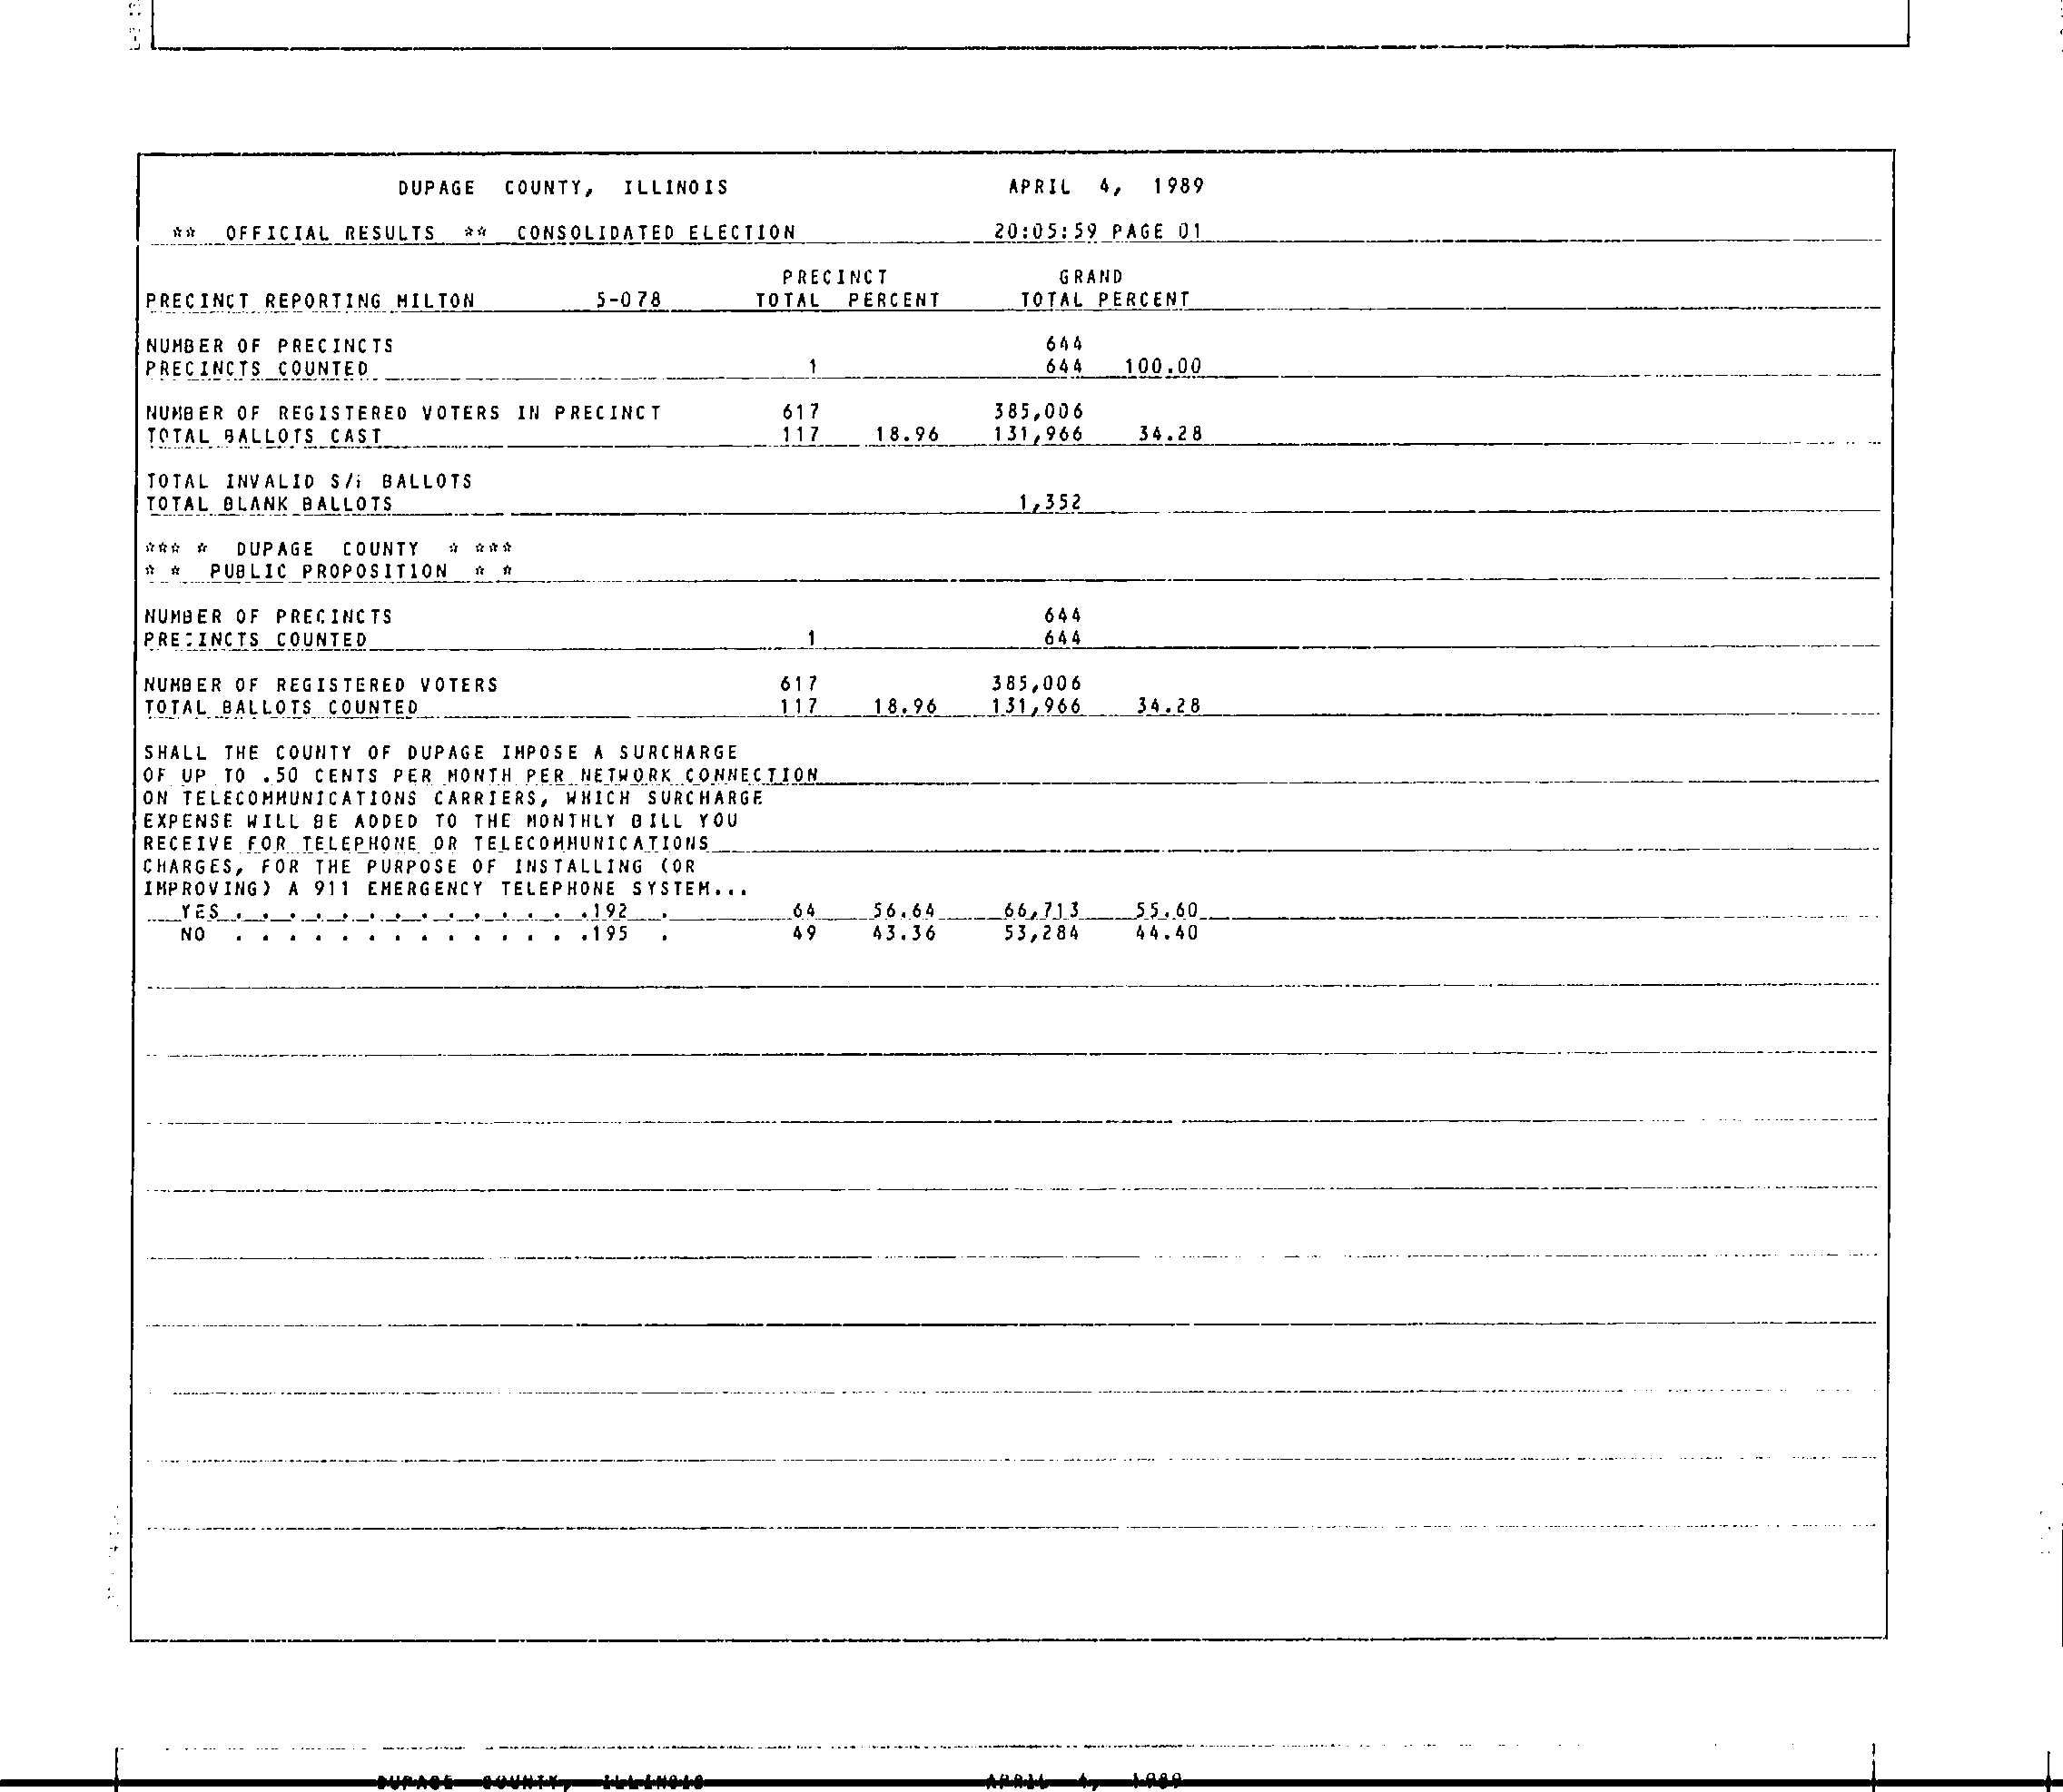 DUPAGE COUNTY, ILLINOIS APRIL 4, 1989
** OFFICIAL RESULTS ** CONSOLIDATED ELECTION 20:05:59 PAGE 01
PRECINCT GRAND
PRECINCT REPORTING MILTON 5-078 TOTAL PERCENT TOTAL PERCENT
NUMBER OF PRECINCTS 644
PRECINCTS COUNTED 1 644 100.00
NUMBER OF REGISTERED VOTERS IN PRECINCT 617 385,006
TOTAL BALLOTS CAST 117 18.96 131,966 34.28
TOTAL INVALID BALLOTS
TOTAL BLANK BALLOTS 1,352
*** * DUPAGE COUNTY * ***
* * PUBLIC PROPOSITION * *
NUMBER OF PRECINCTS 644
PRECINCTS COUNTED 1 644
NUMBER OF REGISTERED VOTERS 617 385,006
TOTAL BALLOTS COUNTED 117 18.96 131,966 34.28
SHALL THE COUNTY OF DUPAGE IMPOSE A SURCHARGE
OF UP TO .50 CENTS PER MONTH PER NETWORK CONNECTION
ON TELECOMMUNICATIONS CARRIERS, WHICH SURCHARGE
EXPENSE WILL BE ADDED TO THE MONTHLY BILL YOU
RECEIVE FOR TELEPHONE OR TELECOMMUNICATIONS
CHARGES, FOR THE PURPOSE OF INSTALLING (OR
IMPROVING) A 911 EMERGENCY TELEPHONE SYSTEM...
YES . . . . . . . . . . . . . .192 . 64 56.64 66,713 55.60
NO . . . . . . . . . . . . . .195 . 49 43.36 53,284 44.40
DUPAGE COUNTY, ILLINOIS APRIL 4, 1989